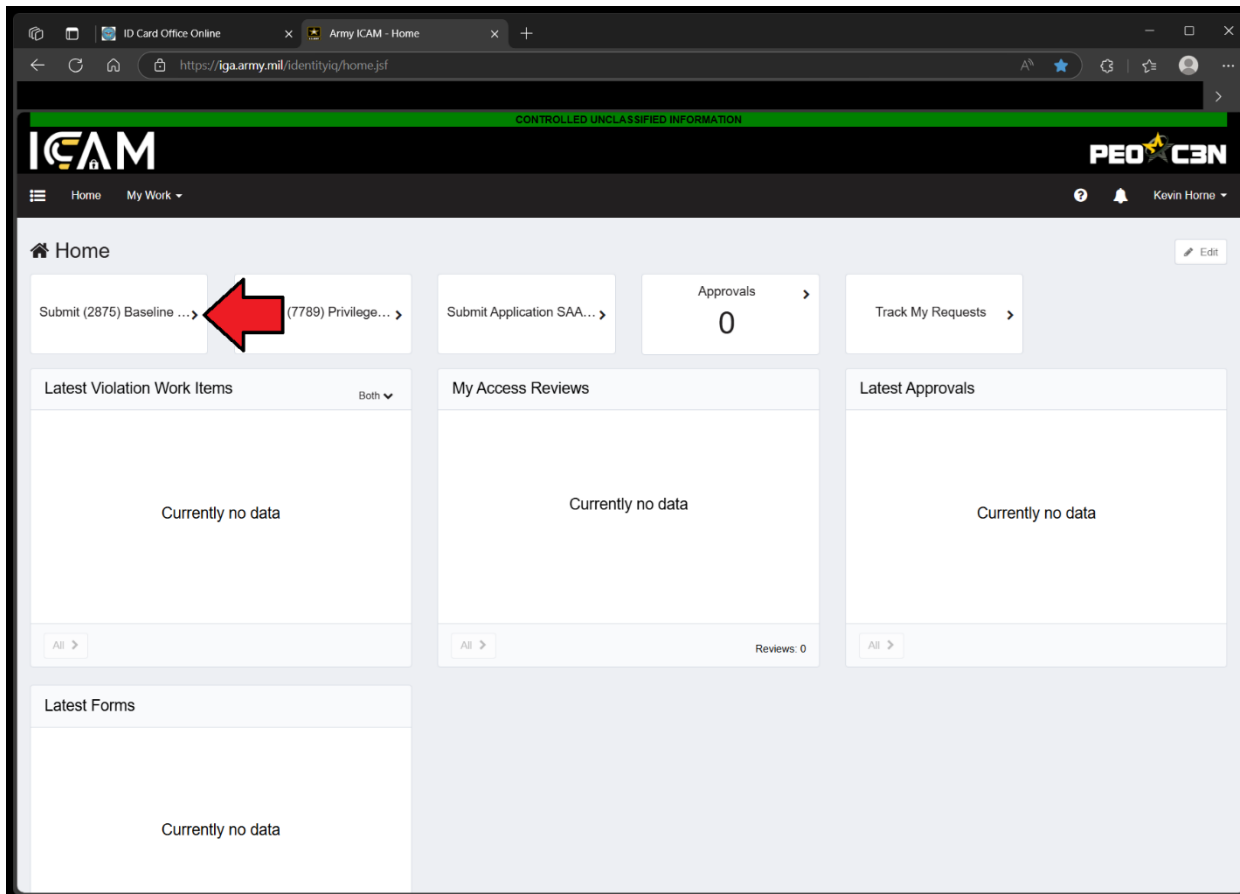 ID Card Office Online
Army ICAM - Home
https://iga.army.mil/identityiq/home.jsf
CONTROLLED UNCLASSIFIED INFORMATION
ICAM
PEO C3N
Home
My Work
Kevin Horne
Home
Edit
Submit (2875) Baseline ...
(7789) Privilege...
Submit Application SAA...
Approvals
0
Track My Requests
Latest Violation Work Items
Both
My Access Reviews
Latest Approvals
Currently no data
Currently no data
Currently no data
All
All
Reviews: 0
All
Latest Forms
Currently no data